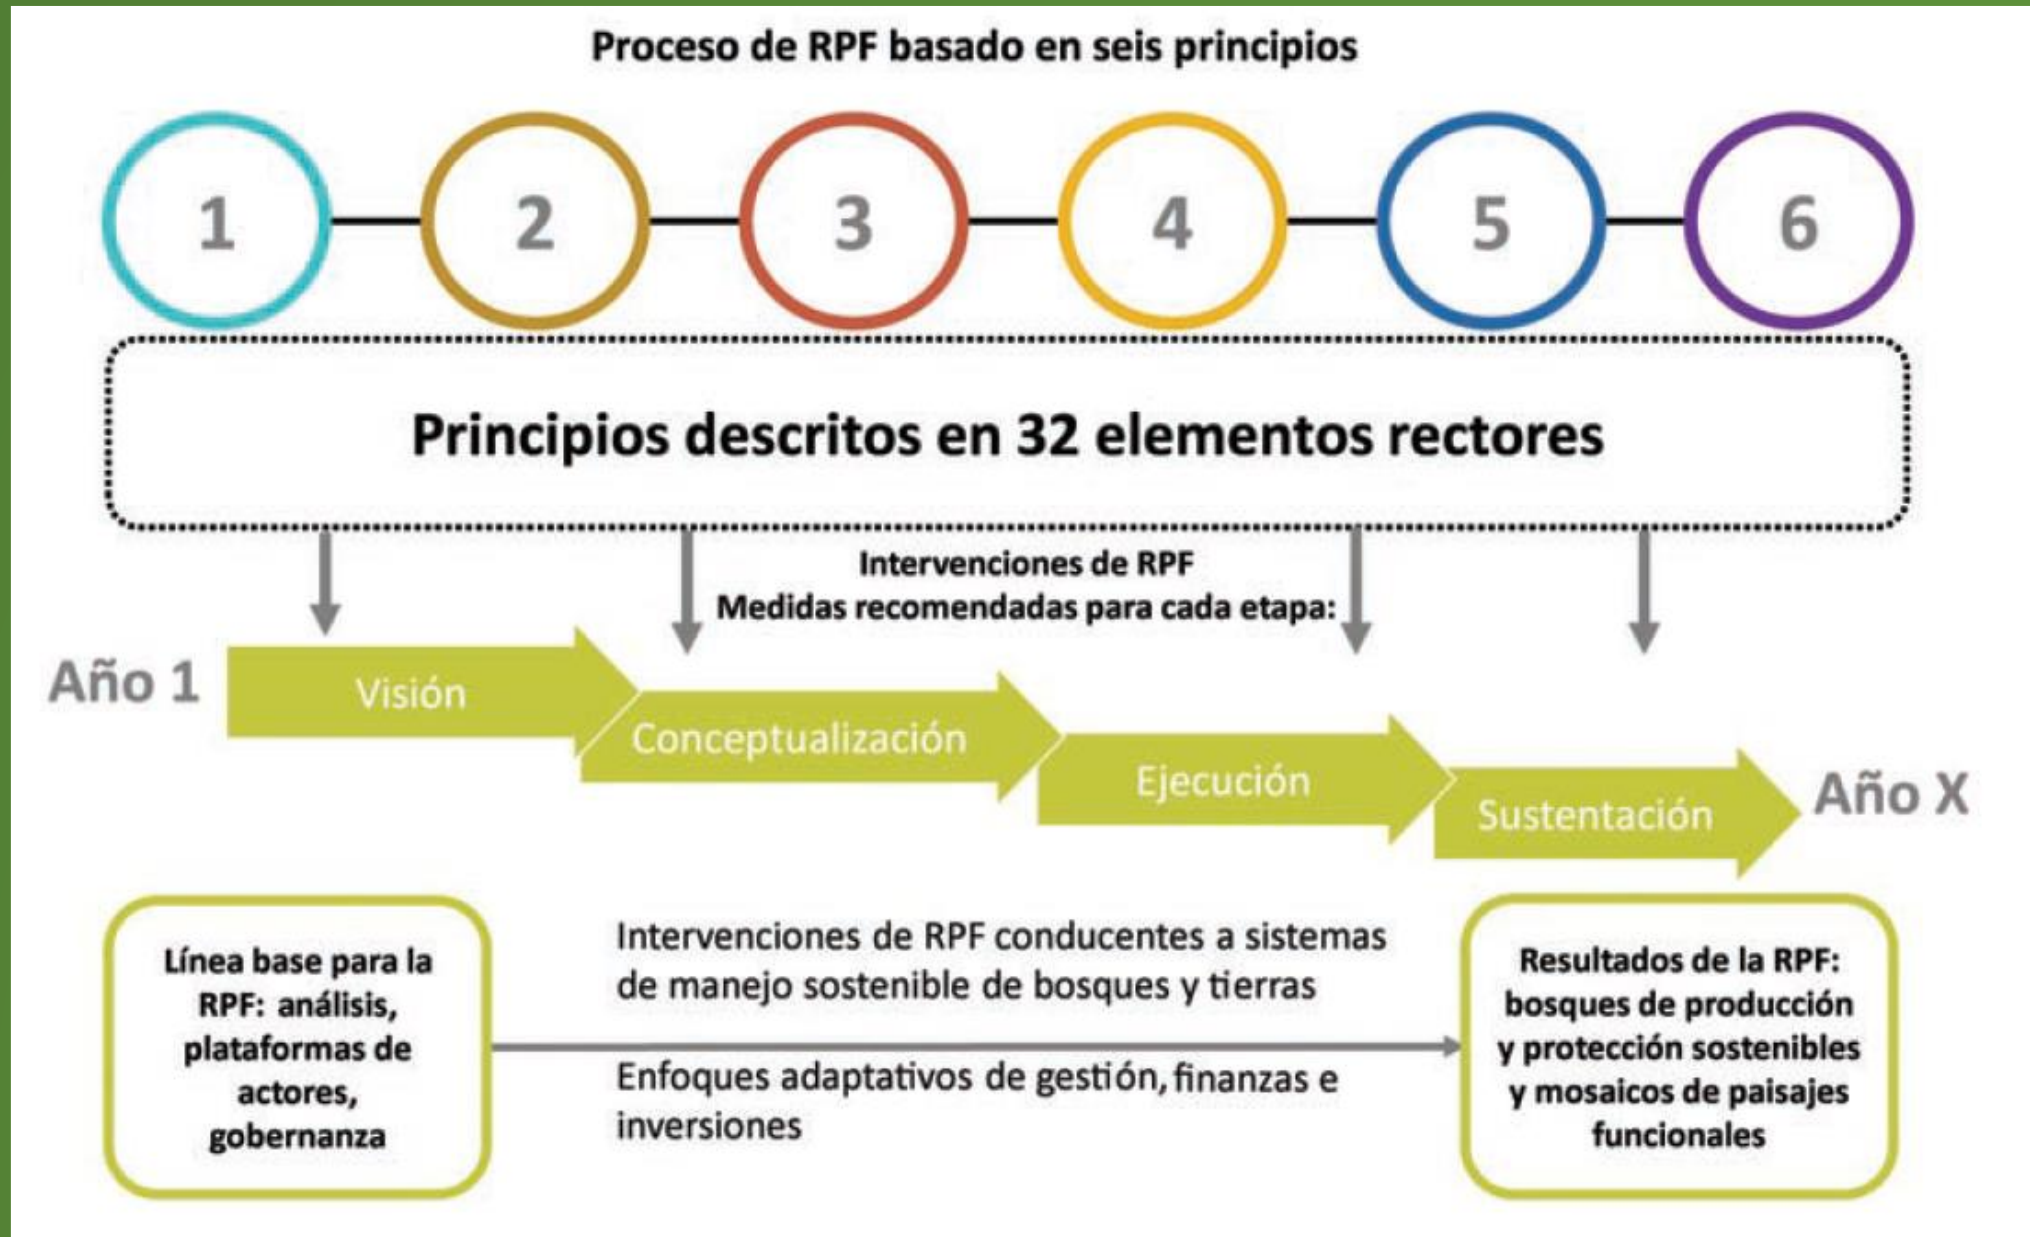 Proceso de RPF basado en seis principios
1
2
3
4
5
6
Principios descritos en 32 elementos rectores
Intervenciones de RPF
Medidas recomendadas para cada etapa:
Año 1
Visión
Conceptualización
Ejecución
Sustentación
Año X
Línea base para la
RPF: análisis,
plataformas de
actores,
gobernanza
Intervenciones de RPF conducentes a sistemas
de manejo sostenible de bosques y tierras
Enfoques adaptativos de gestión, finanzas e
inversiones
Resultados de la RPF:
bosques de producción
y protección sostenibles
y mosaicos de paisajes
funcionales